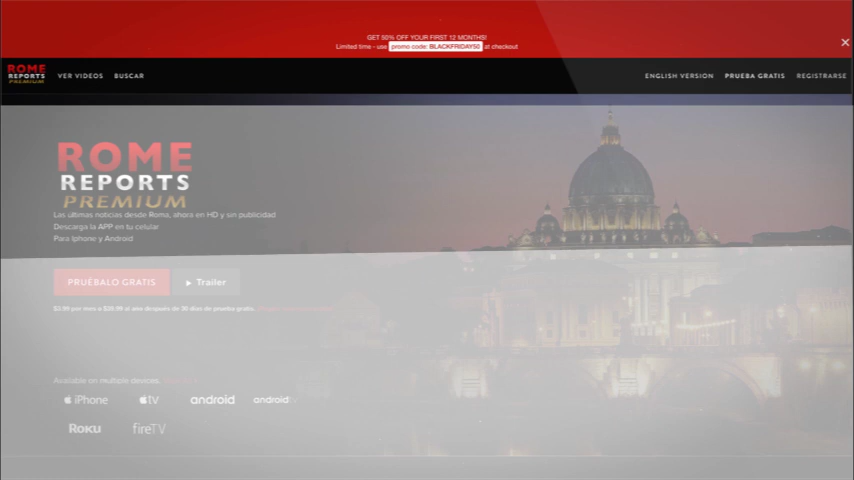 GET 50% OFF YOUR FIRST 12 MONTHS!
Limited time - use promo code: BLACKFRIDAY50 at checkout
ROME
REPORTS
PREMIUM
VER VIDEOS
BUSCAR
ENGLISH VERSION
PRUEBA GRATIS
REGISTRARSE
ROME
REPORTS
PREMIUM
Las últimas noticias desde Roma, ahora en HD y sin publicidad
Descarga la APP en tu celular
Para Iphone y Android
PRUÉBALO GRATIS
Trailer
$3.99 por mes o $39.99 al año después de 30 días de prueba gratis.
Available on multiple devices.
iPhone
tv
android
android
ROKU
fireTV